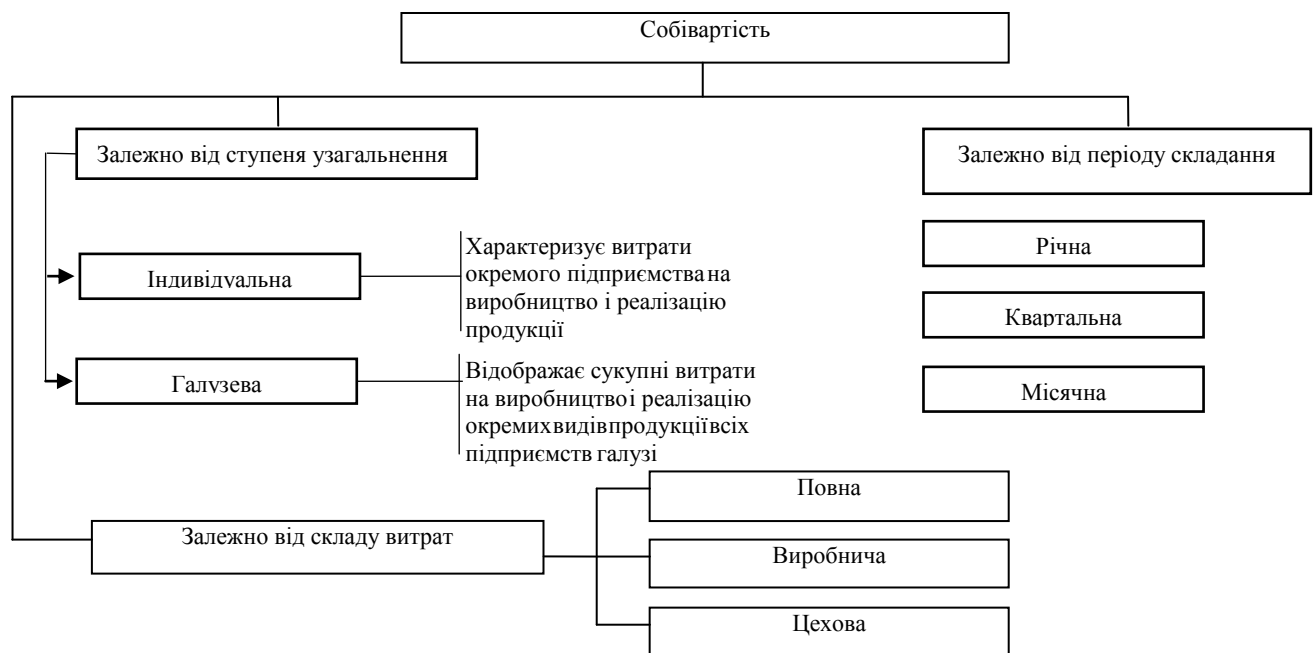 Собівартість
Залежно від ступеня узагальнення
Залежно від періоду складання
Індивідуальна
Характеризує витрати
окремого підприємства на
виробництво і реалізацію
продукції
Галузева
Відображає сукупні витрати
на виробництво і реалізацію
окремих видів продукції всіх
підприємств галузі
Річна
Квартальна
Місячна
Залежно від складу витрат
Повна
Виробнича
Цехова